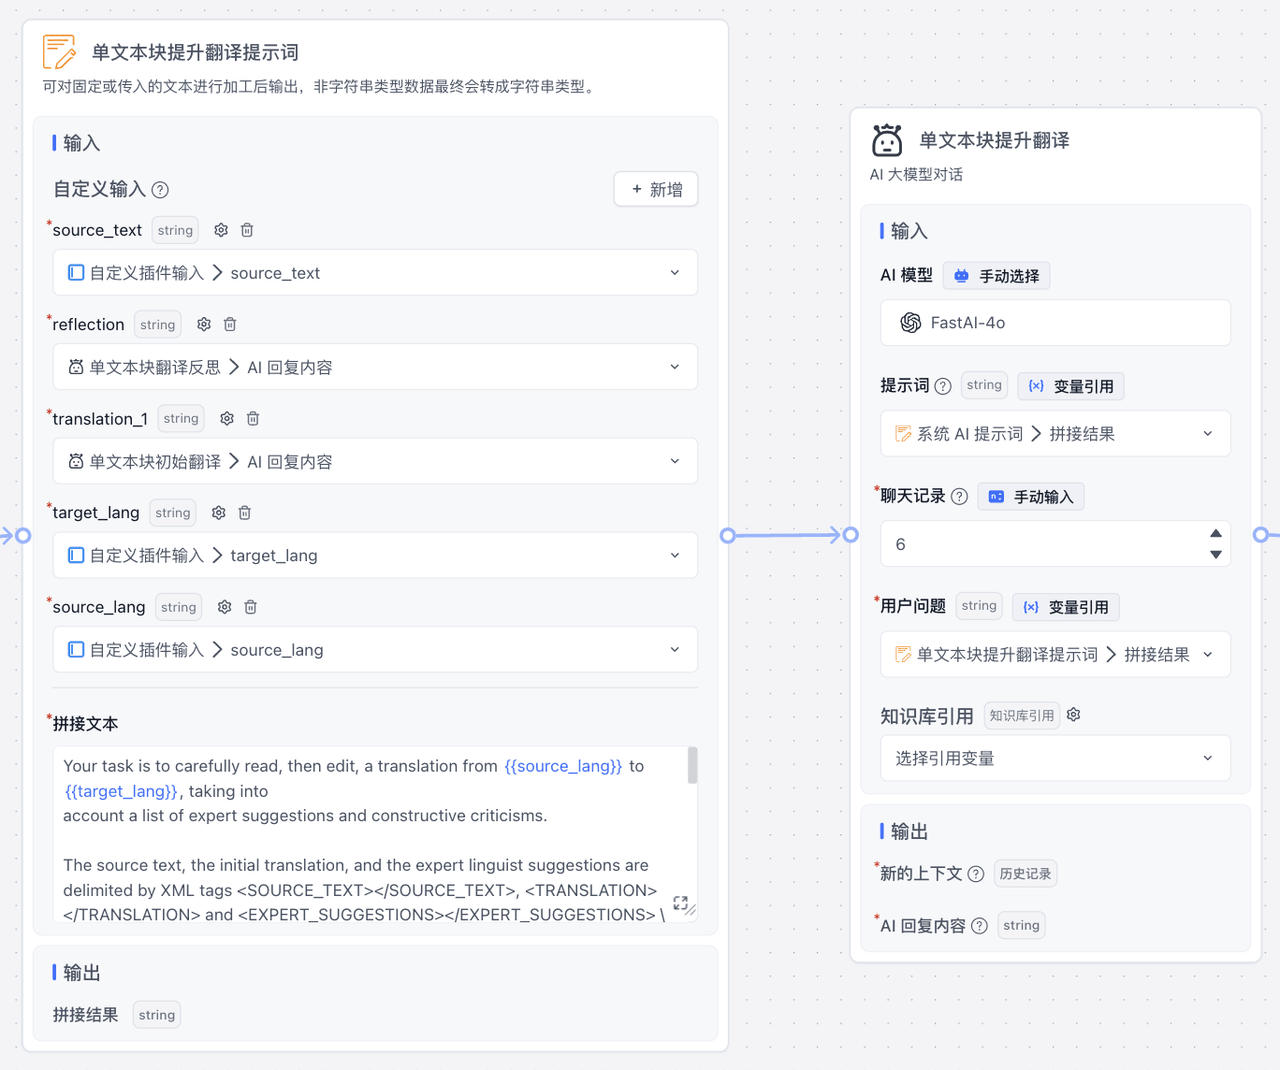 单文本块提升翻译提示词
可对固定或传入的文本进行加工后输出，非字符串类型数据最终会转成字符串类型。
输入
自定义输入 ?
+ 新增
*source_text string
自定义插件输入 > source_text
*reflection string
单文本块翻译反思 > AI 回复内容
*translation_1 string
单文本块初始翻译 > AI 回复内容
*target_lang string
自定义插件输入 > target_lang
*source_lang string
自定义插件输入 > source_lang
*拼接文本
Your task is to carefully read, then edit, a translation from {{source_lang}} to
{{target_lang}}, taking into
account a list of expert suggestions and constructive criticisms.
The source text, the initial translation, and the expert linguist suggestions are
delimited by XML tags <SOURCE_TEXT></SOURCE_TEXT>, <TRANSLATION>
</TRANSLATION> and <EXPERT_SUGGESTIONS></EXPERT_SUGGESTIONS> \
输出
拼接结果 string
单文本块提升翻译
AI 大模型对话
输入
AI 模型 手动选择
FastAI-4o
提示词 ? string (x) 变量引用
系统 AI 提示词 > 拼接结果
*聊天记录 ? 手动输入
6
*用户问题 string (x) 变量引用
单文本块提升翻译提示词 > 拼接结果
知识库引用 知识库引用
选择引用变量
输出
*新的上下文 ? 历史记录
*AI 回复内容 ? string